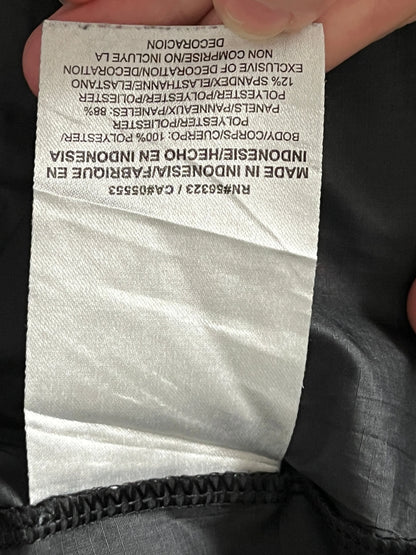 RN#56323 / CA#05553
MADE IN INDONESIA/FABRIQUE EN
INDONESIE/HECHO EN INDONESIA
BODY/CORPS/CUERPO: 100% POLYESTER/
POLYESTER/POLIESTER
PANELS/PANNEAUX/PANELES: 88%
POLYESTER/POLYESTER/POLIESTER
12% SPANDEX/ELASTHANNE/ELASTANO
EXCLUSIVE OF DECORATION/DECORATION
NON COMPRISE/NO INCLUYE LA
DECORACION